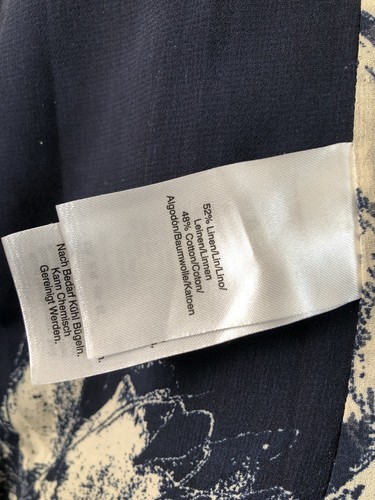 52% Linen/Lin/Lino/
Leinen/Linnen
48% Cotton/Coton/
Algodón/Baumwolle/Katoen
Nach Bedarf Kühl Bügeln.
Kann Chemisch
Gereinigt Werden.